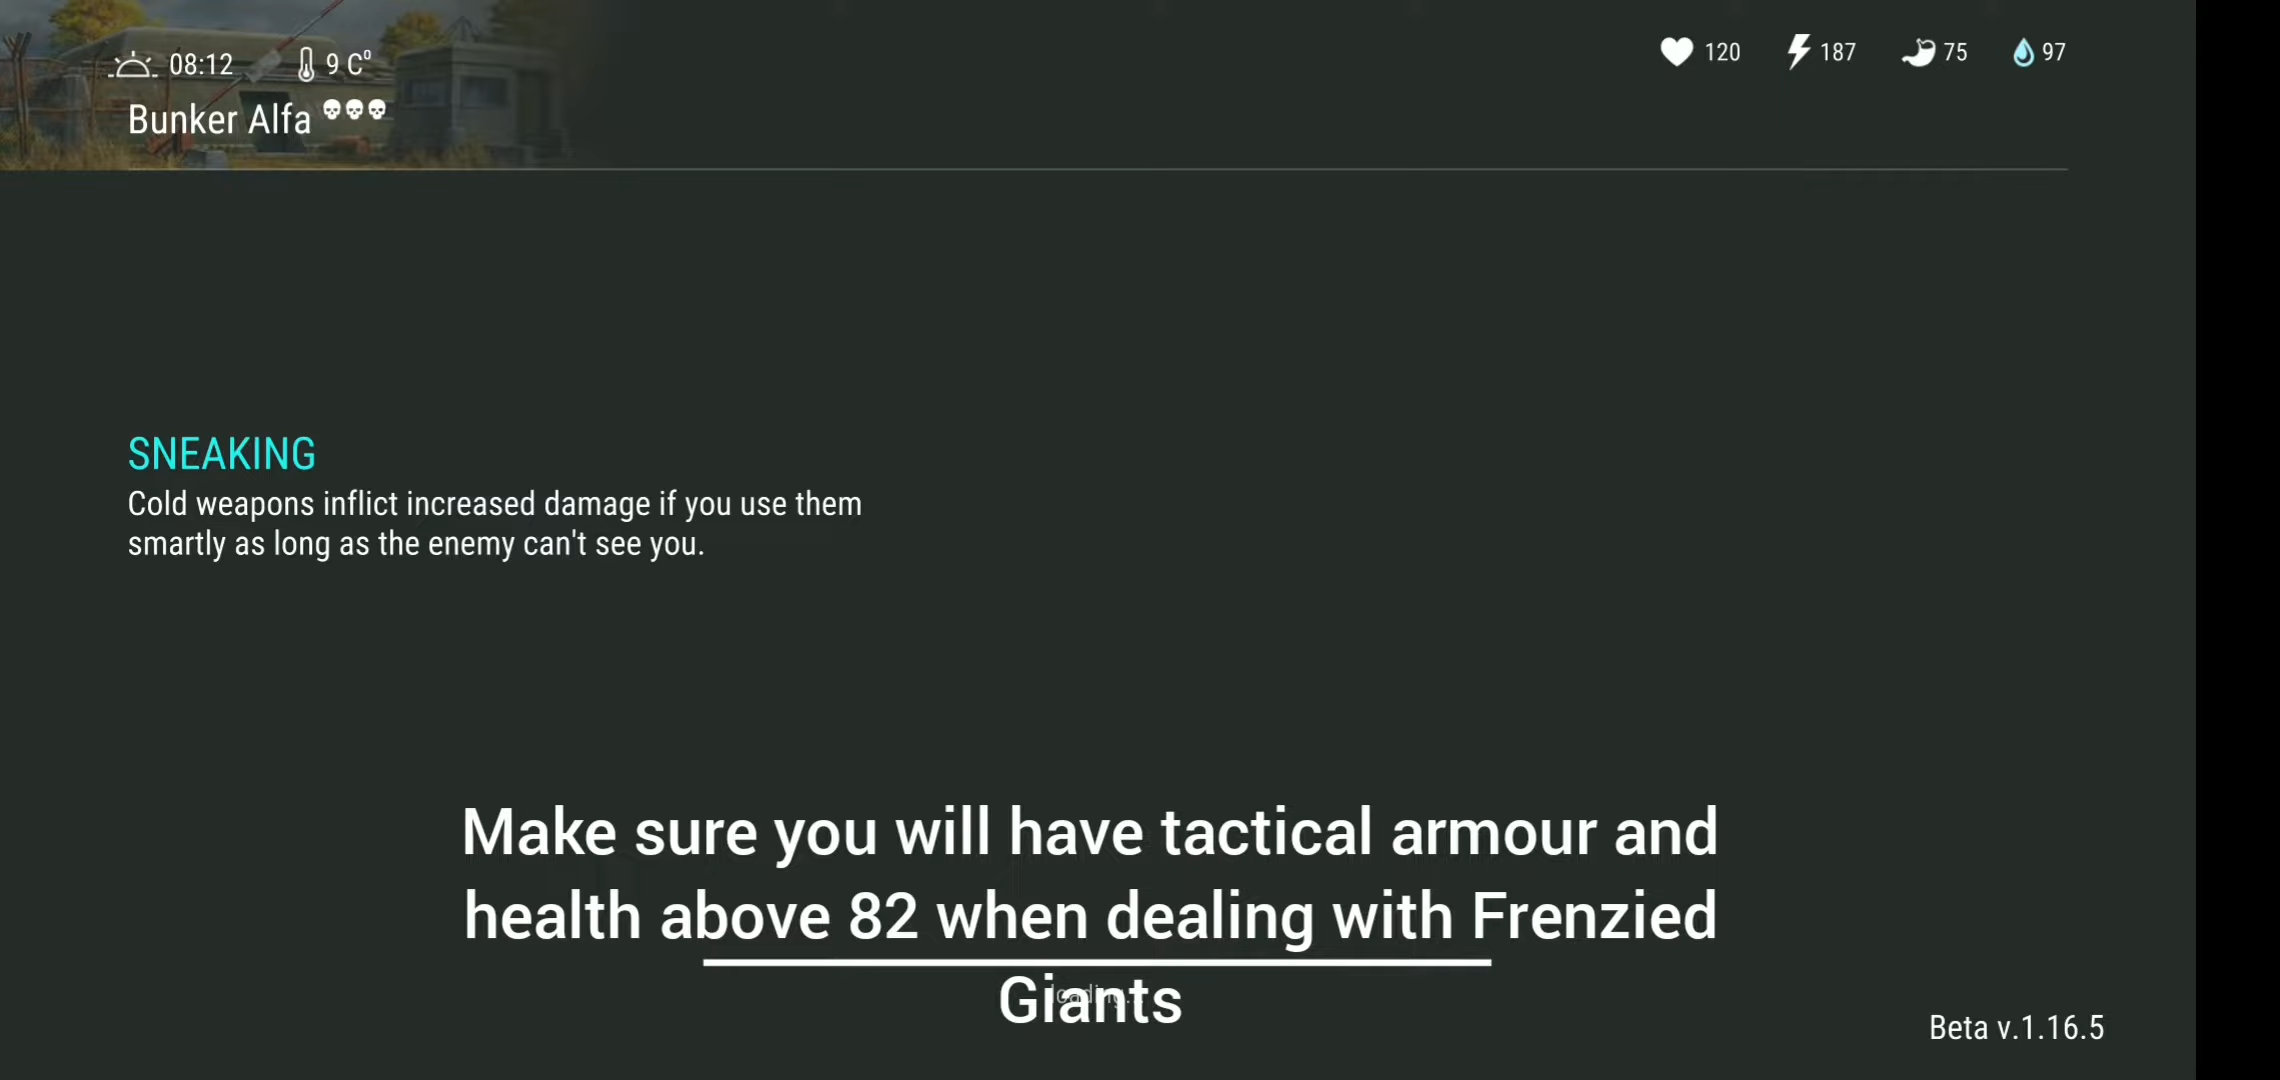 08:12 9 C⁰
120 187 75 97
Bunker Alfa
SNEAKING
Cold weapons inflict increased damage if you use them
smartly as long as the enemy can't see you.
Make sure you will have tactical armour and
health above 82 when dealing with Frenzied
Giants
loading...
Beta v.1.16.5